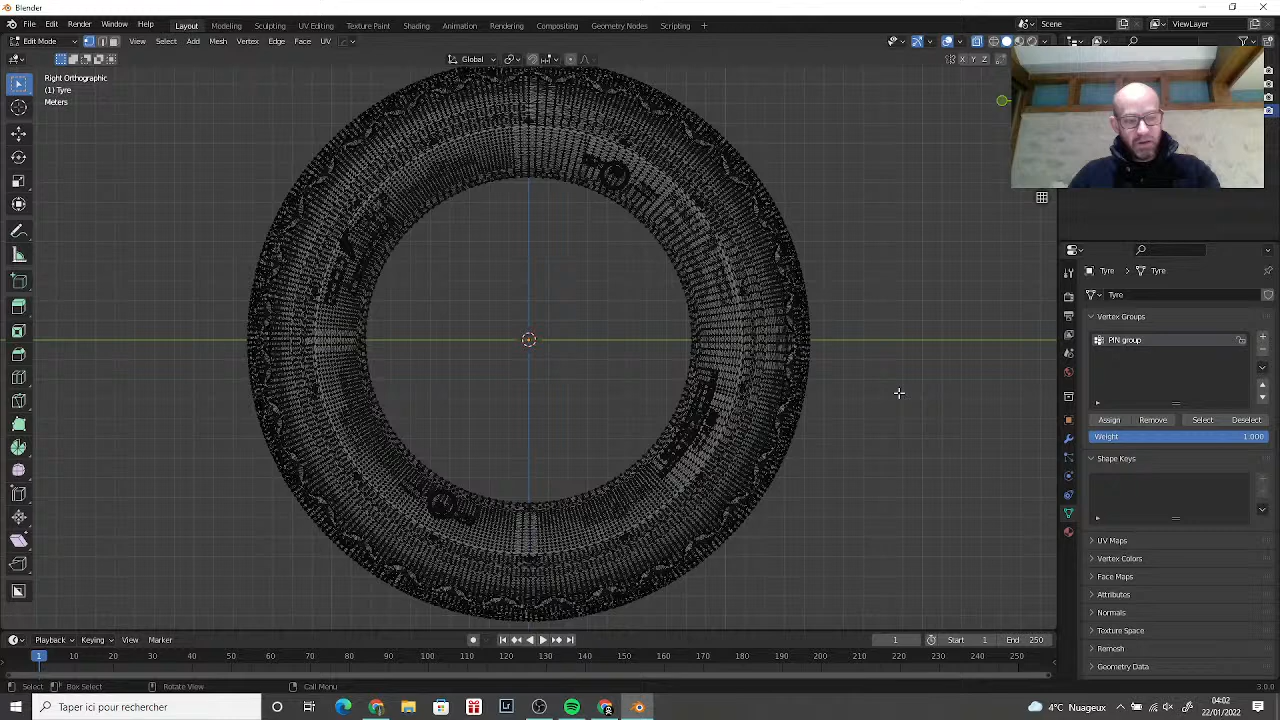 Blender
File Edit Render Window Help Layout Modeling Sculpting UV Editing Texture Paint Shading Animation Rendering Compositing Geometry Nodes Scripting + Scene ViewLayer
Edit Mode View Select Add Mesh Vertex Edge Face UV
Global X Y Z
Right Orthographic
(1) Tyre
Meters
Tyre Tyre
Tyre
Vertex Groups
PIN group
Assign Remove Select Deselect
Weight 1.000
Shape Keys
UV Maps
Vertex Colors
Face Maps
Attributes
Normals
Texture Space
Remesh
Geometry Data
Playback Keying View Marker 1 Start 1 End 250
1 10 20 30 40 50 60 70 80 90 100 110 120 130 140 150 160 170 180 190 200 210 220 230 240 250
Select Box Select Rotate View Call Menu 3.0.0
Taper ici pour rechercher 4°C Nuageux 04:02
22/01/2022